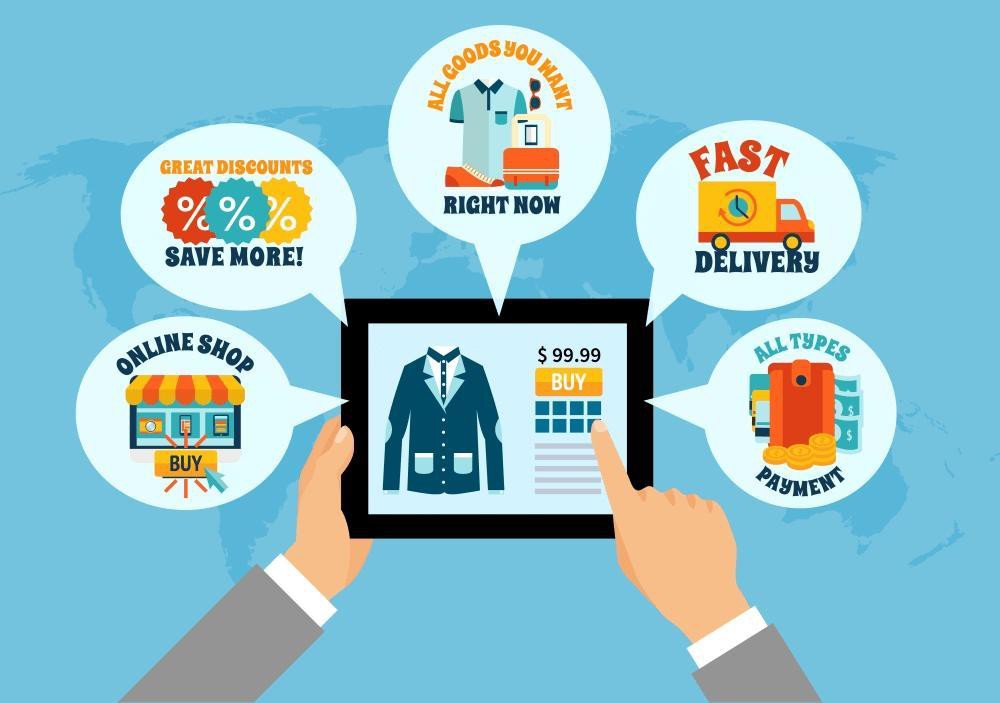 ALL GOODS YOU WANT
RIGHT NOW
GREAT DISCOUNTS
% % %
SAVE MORE!
FAST
DELIVERY
ONLINE SHOP
BUY
$ 99.99
BUY
ALL TYPES
$
$
PAYMENT